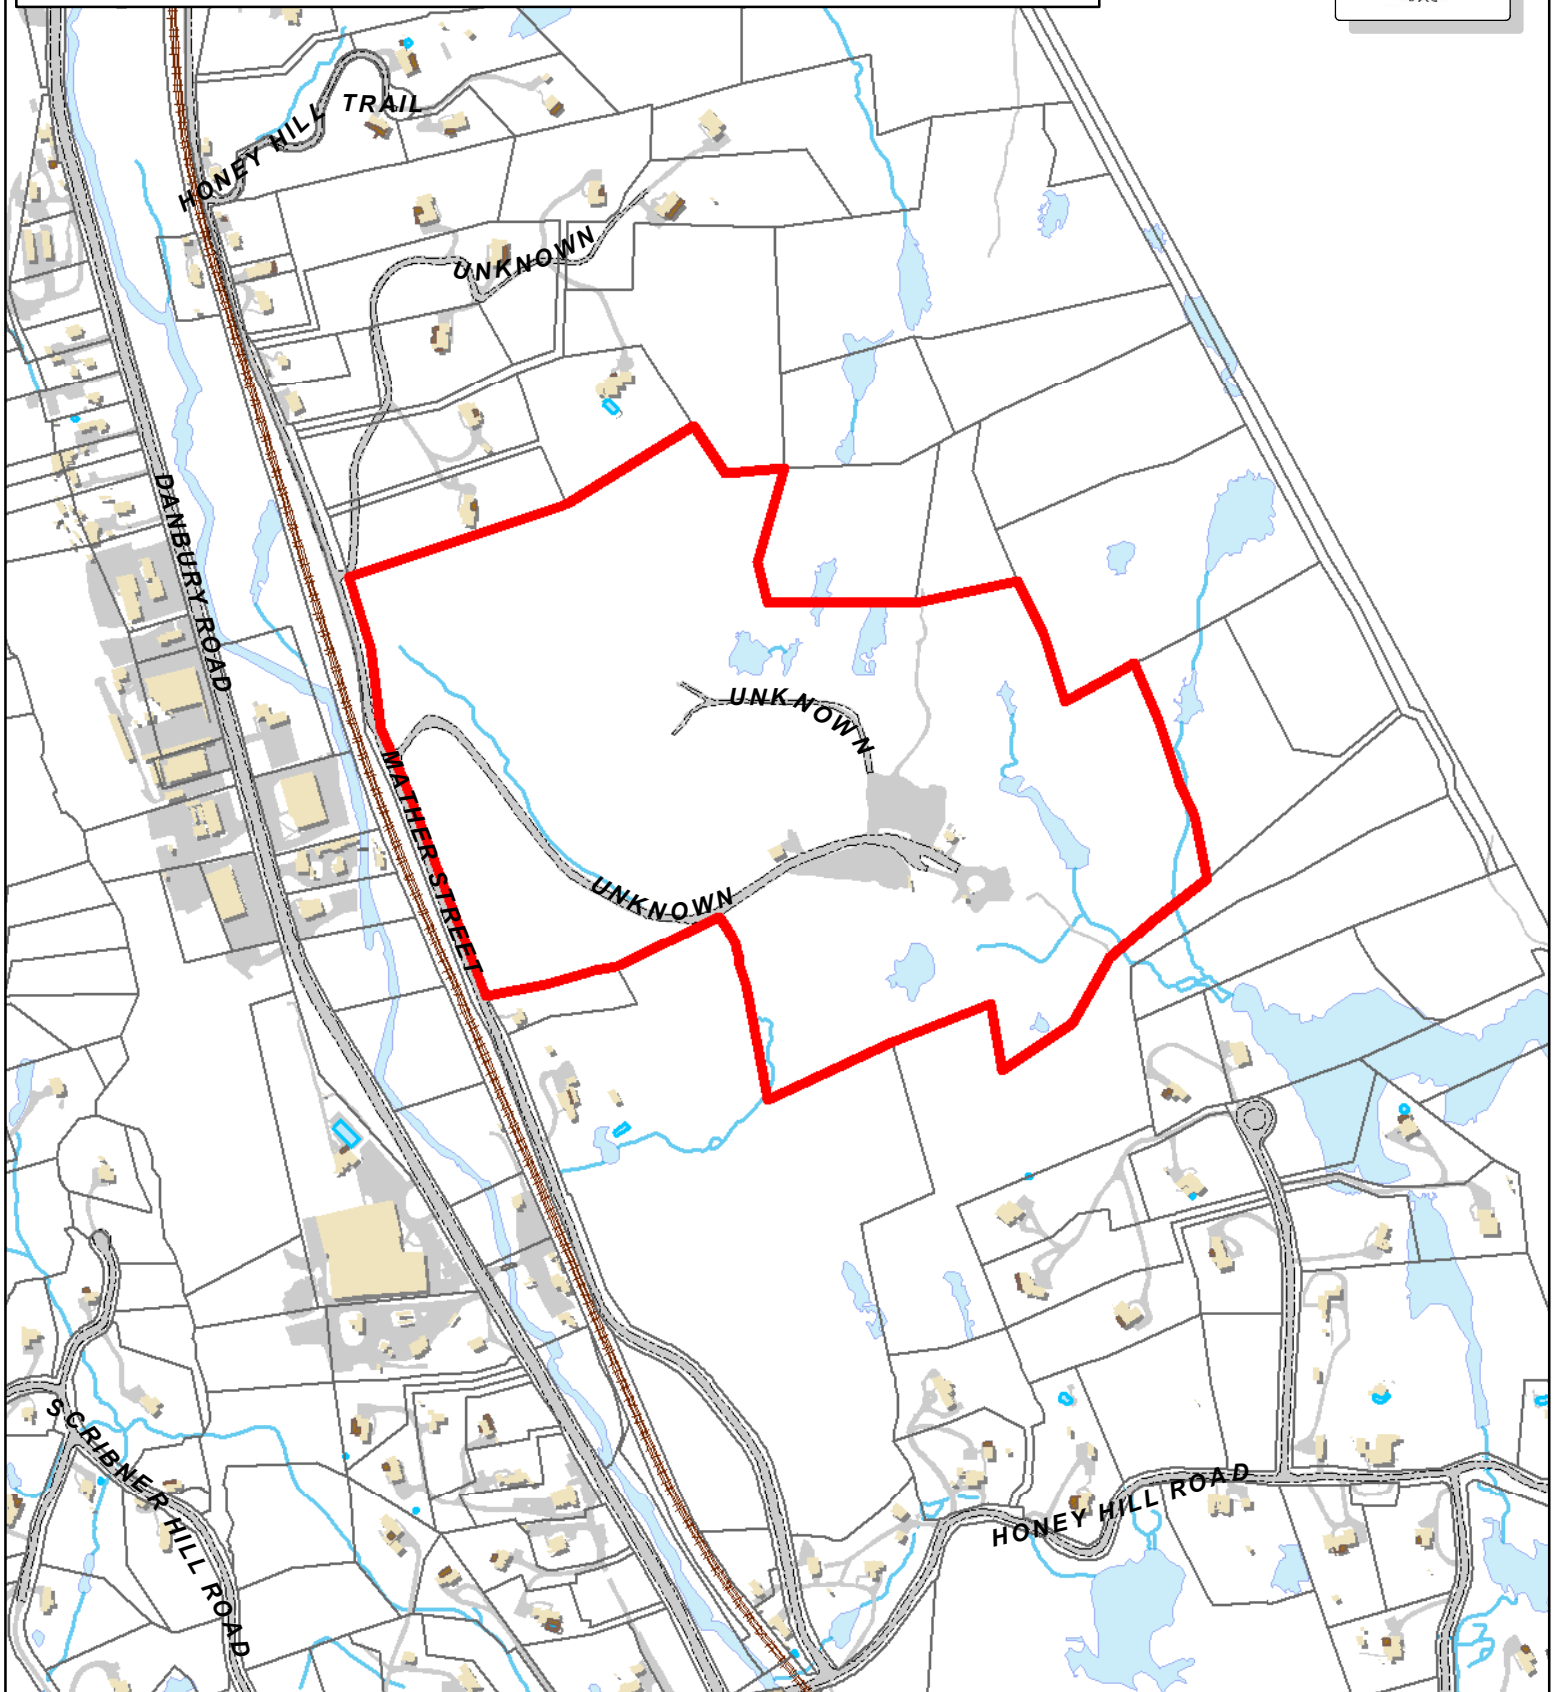 HONEY HILL TRAIL
UNKNOWN
DANBURY ROAD
UNKNOWN
MATHER STREET
UNKNOWN
SCRIBNER HILL ROAD
HONEY HILL ROAD